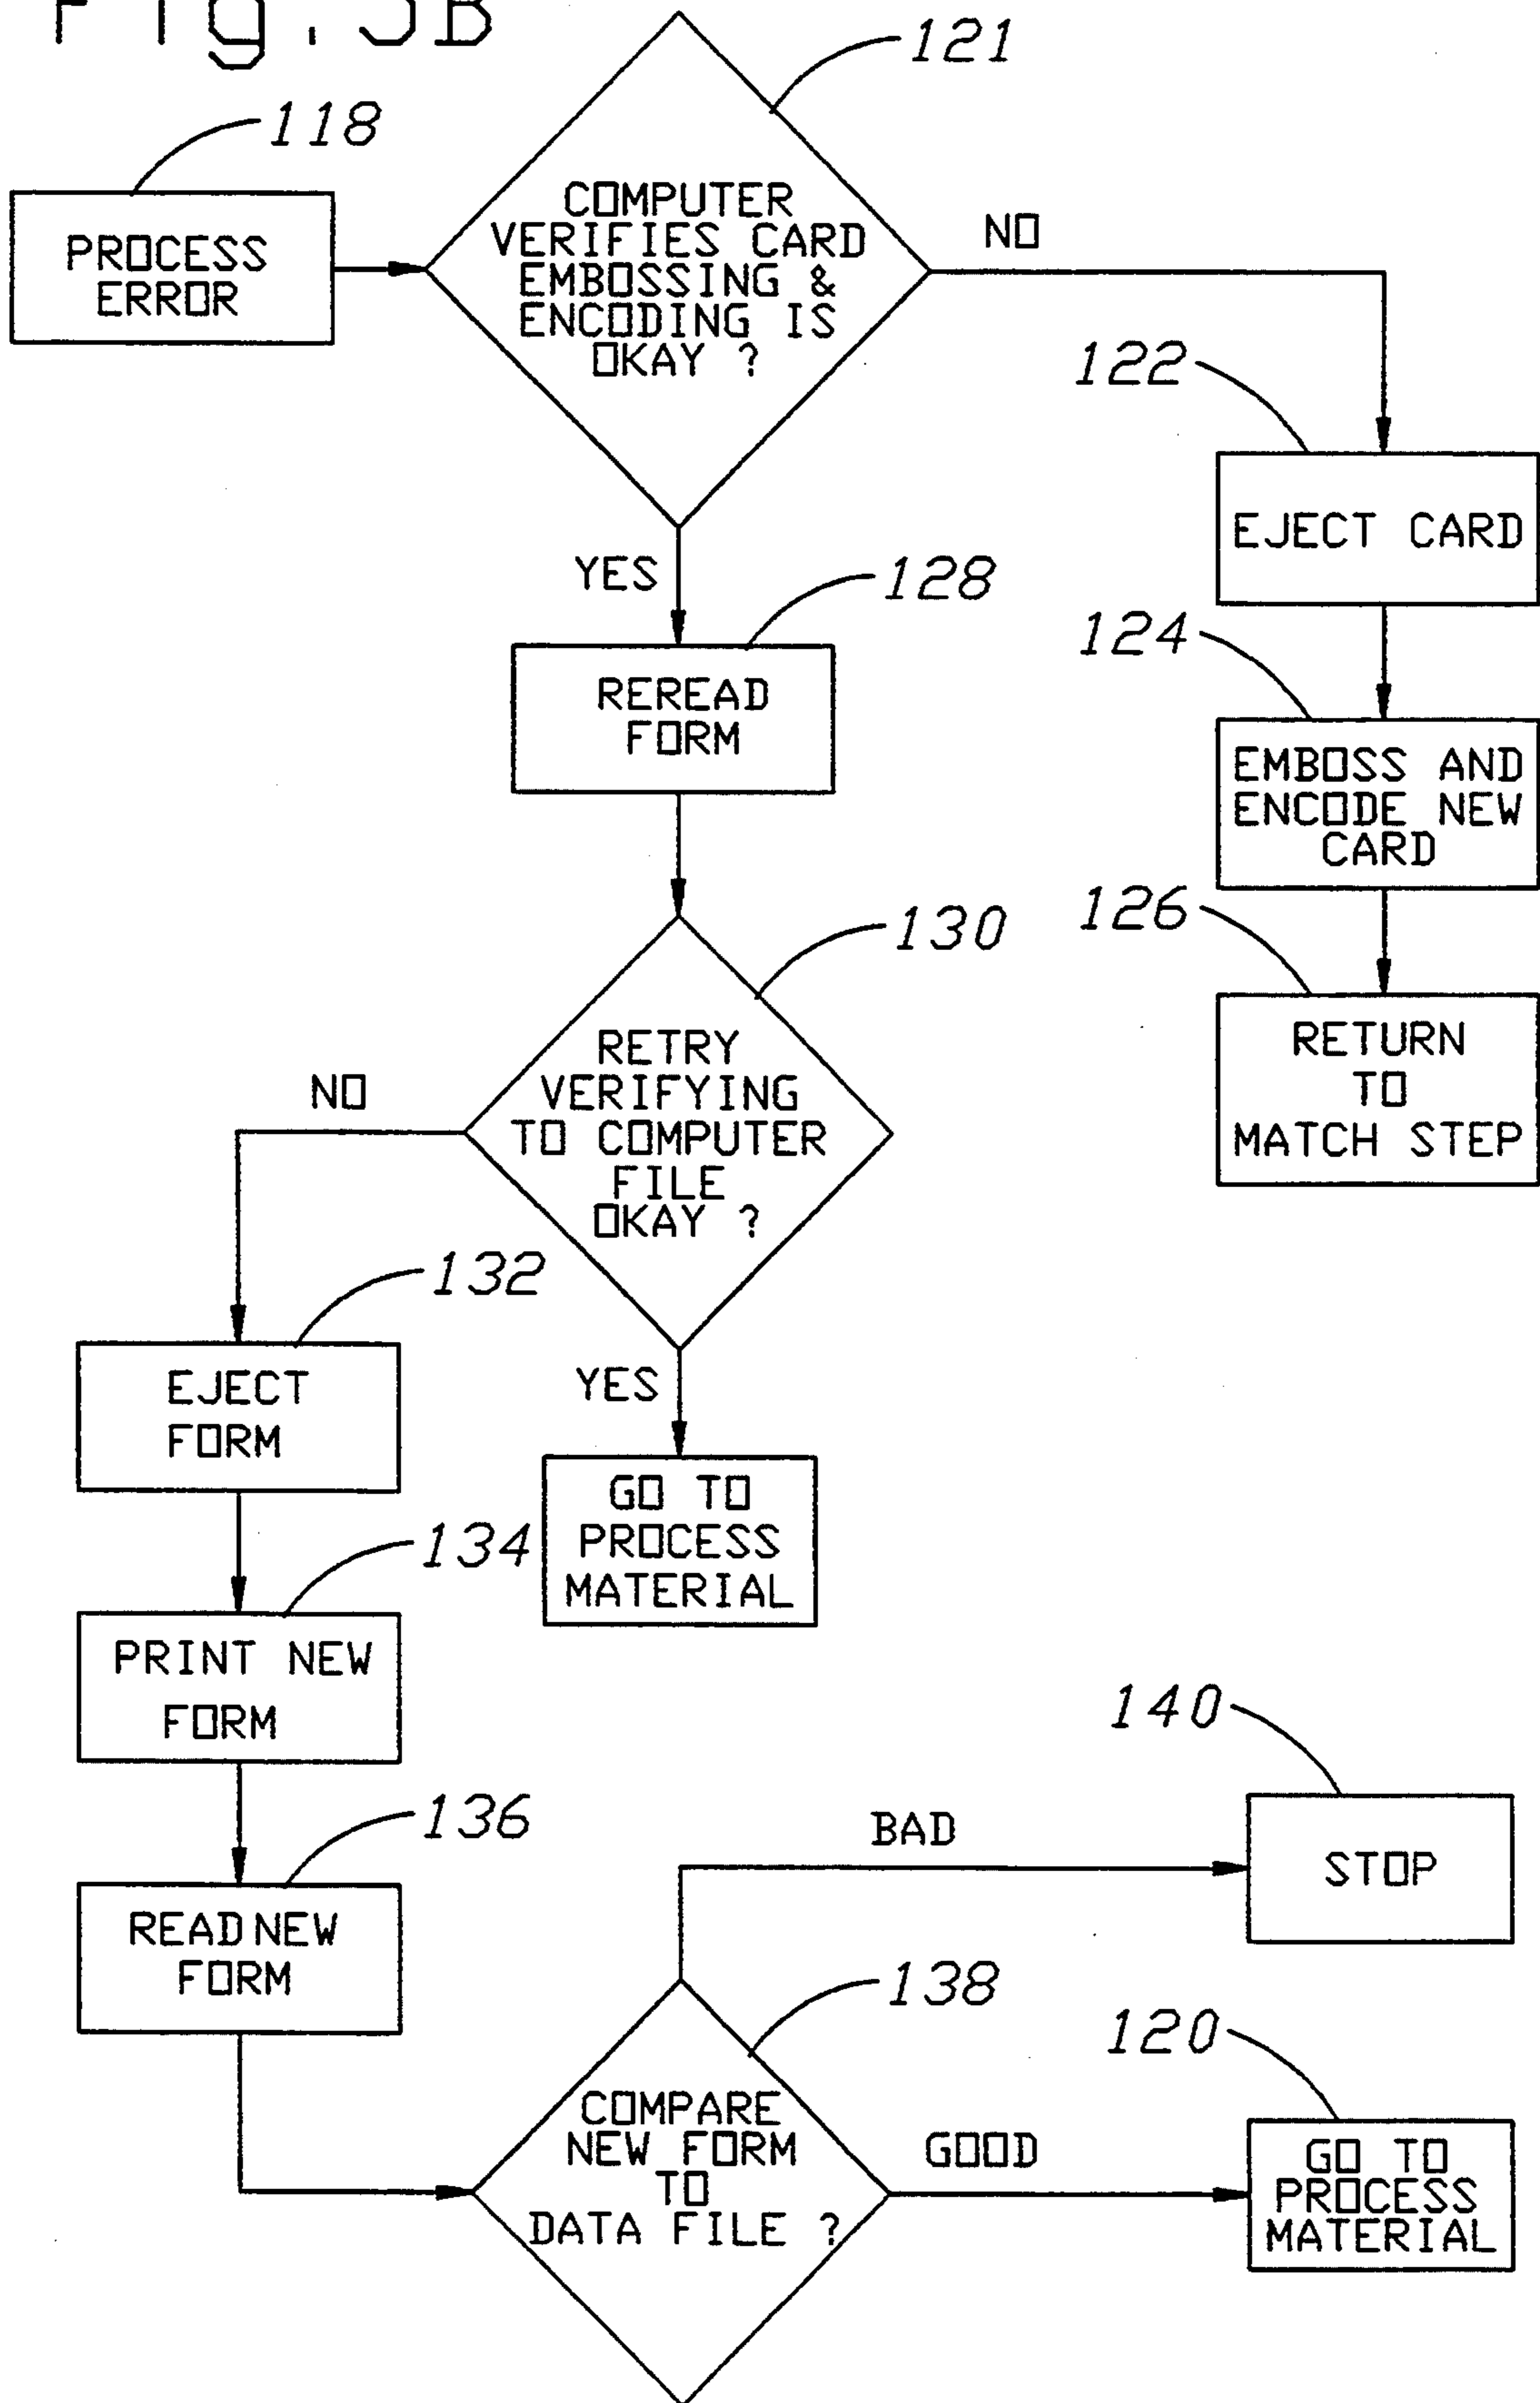 Fig.3B
121
118
PROCESS
ERROR
COMPUTER
VERIFIES CARD
EMBOSSING &
ENCODING IS
OKAY ?
NO
122
EJECT CARD
YES
128
124
REREAD
FORM
EMBOSS AND
ENCODE NEW
CARD
130
126
RETRY
VERIFYING
TO COMPUTER
FILE
OKAY ?
RETURN
TO
MATCH STEP
NO
132
EJECT
FORM
YES
GO TO
PROCESS
MATERIAL
134
PRINT NEW
FORM
140
136
BAD
STOP
READ NEW
FORM
138
120
COMPARE
NEW FORM
TO
DATA FILE ?
GOOD
GO TO
PROCESS
MATERIAL